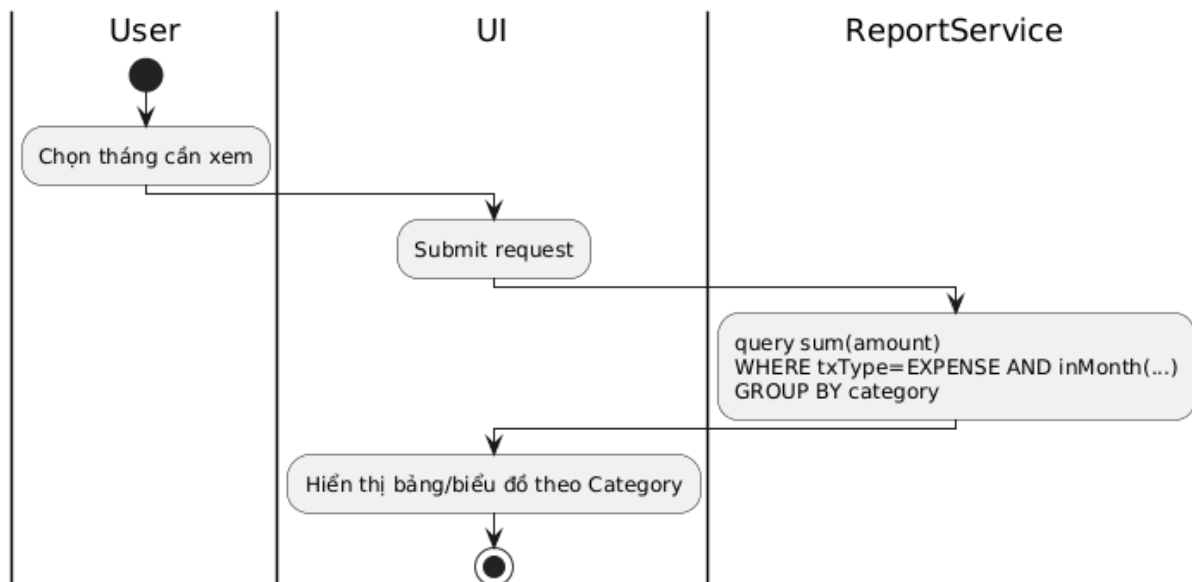 User
UI
ReportService
Chọn tháng cần xem
Submit request
query sum(amount)
WHERE txType=EXPENSE AND inMonth(...)
GROUP BY category
Hiển thị bảng/biểu đồ theo Category